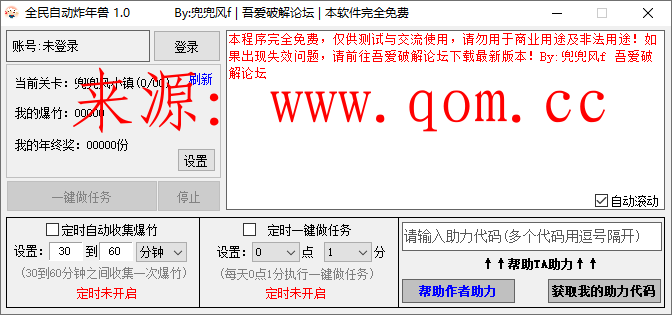 全民自动炸年兽 1.0 By:兜兜风f | 吾爱破解论坛 | 本软件完全免费
账号:未登录
登录
当前关卡：兜兜风小镇(0/00)
刷新
我的爆竹：00000
我的年终奖：00000份
设置
一键做任务
停止
本程序完全免费，仅供测试与交流使用，请勿用于商业用途及非法用途！如
果出现失效问题，请前往吾爱破解论坛下载最新版本！By:兜兜风f 吾爱破
解论坛
来源：www.qom.cc
自动滚动
定时自动收集爆竹
设置：30 到 60 分钟
(30到60分钟之间收集一次爆竹)
定时未开启
定时一键做任务
设置：0 点 1 分
(每天0点1分执行一键做任务)
定时未开启
请输入助力代码(多个代码用逗号隔开)
↑↑帮助TA助力↑↑
帮助作者助力
获取我的助力代码